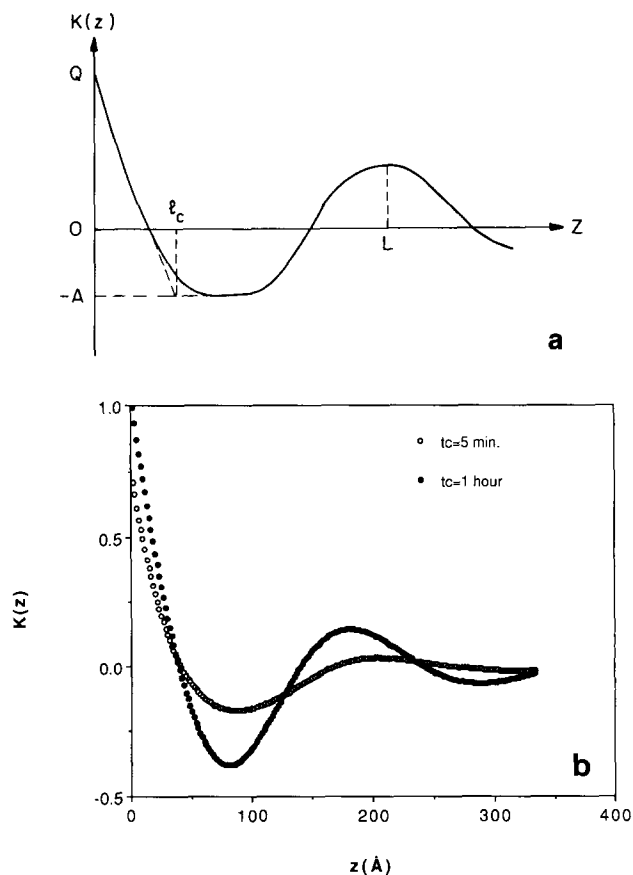 K(z)
Q
ℓc
O
Z
L
-A
a
1.0
tc=5 min.
tc=1 hour
0.5
K(z)
0.0
b
-0.5
0
100
200
300
400
z(Å)